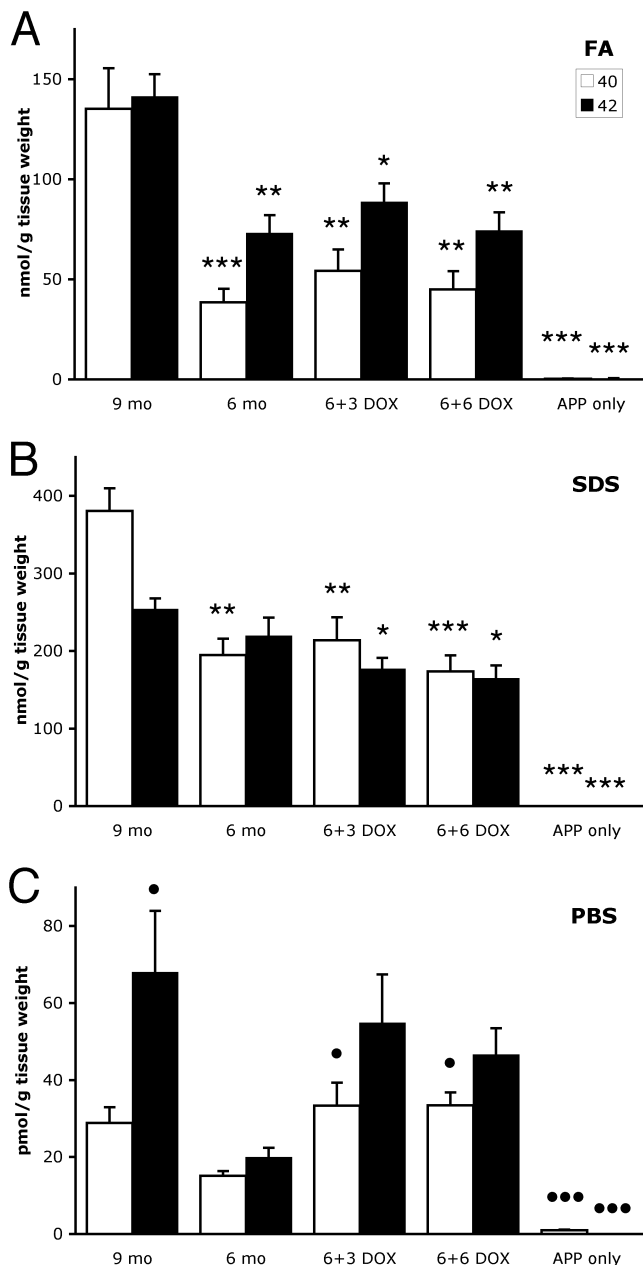 A
FA
40
42
nmol/g tissue weight
150
100
50
0
***
**
**
*
**
**
***
***
9 mo
6 mo
6+3 DOX
6+6 DOX
APP only
B
SDS
nmol/g tissue weight
400
300
200
100
0
**
**
*
***
*
***
***
9 mo
6 mo
6+3 DOX
6+6 DOX
APP only
C
PBS
pmol/g tissue weight
80
60
40
20
0
•
•
•
•••
•••
9 mo
6 mo
6+3 DOX
6+6 DOX
APP only